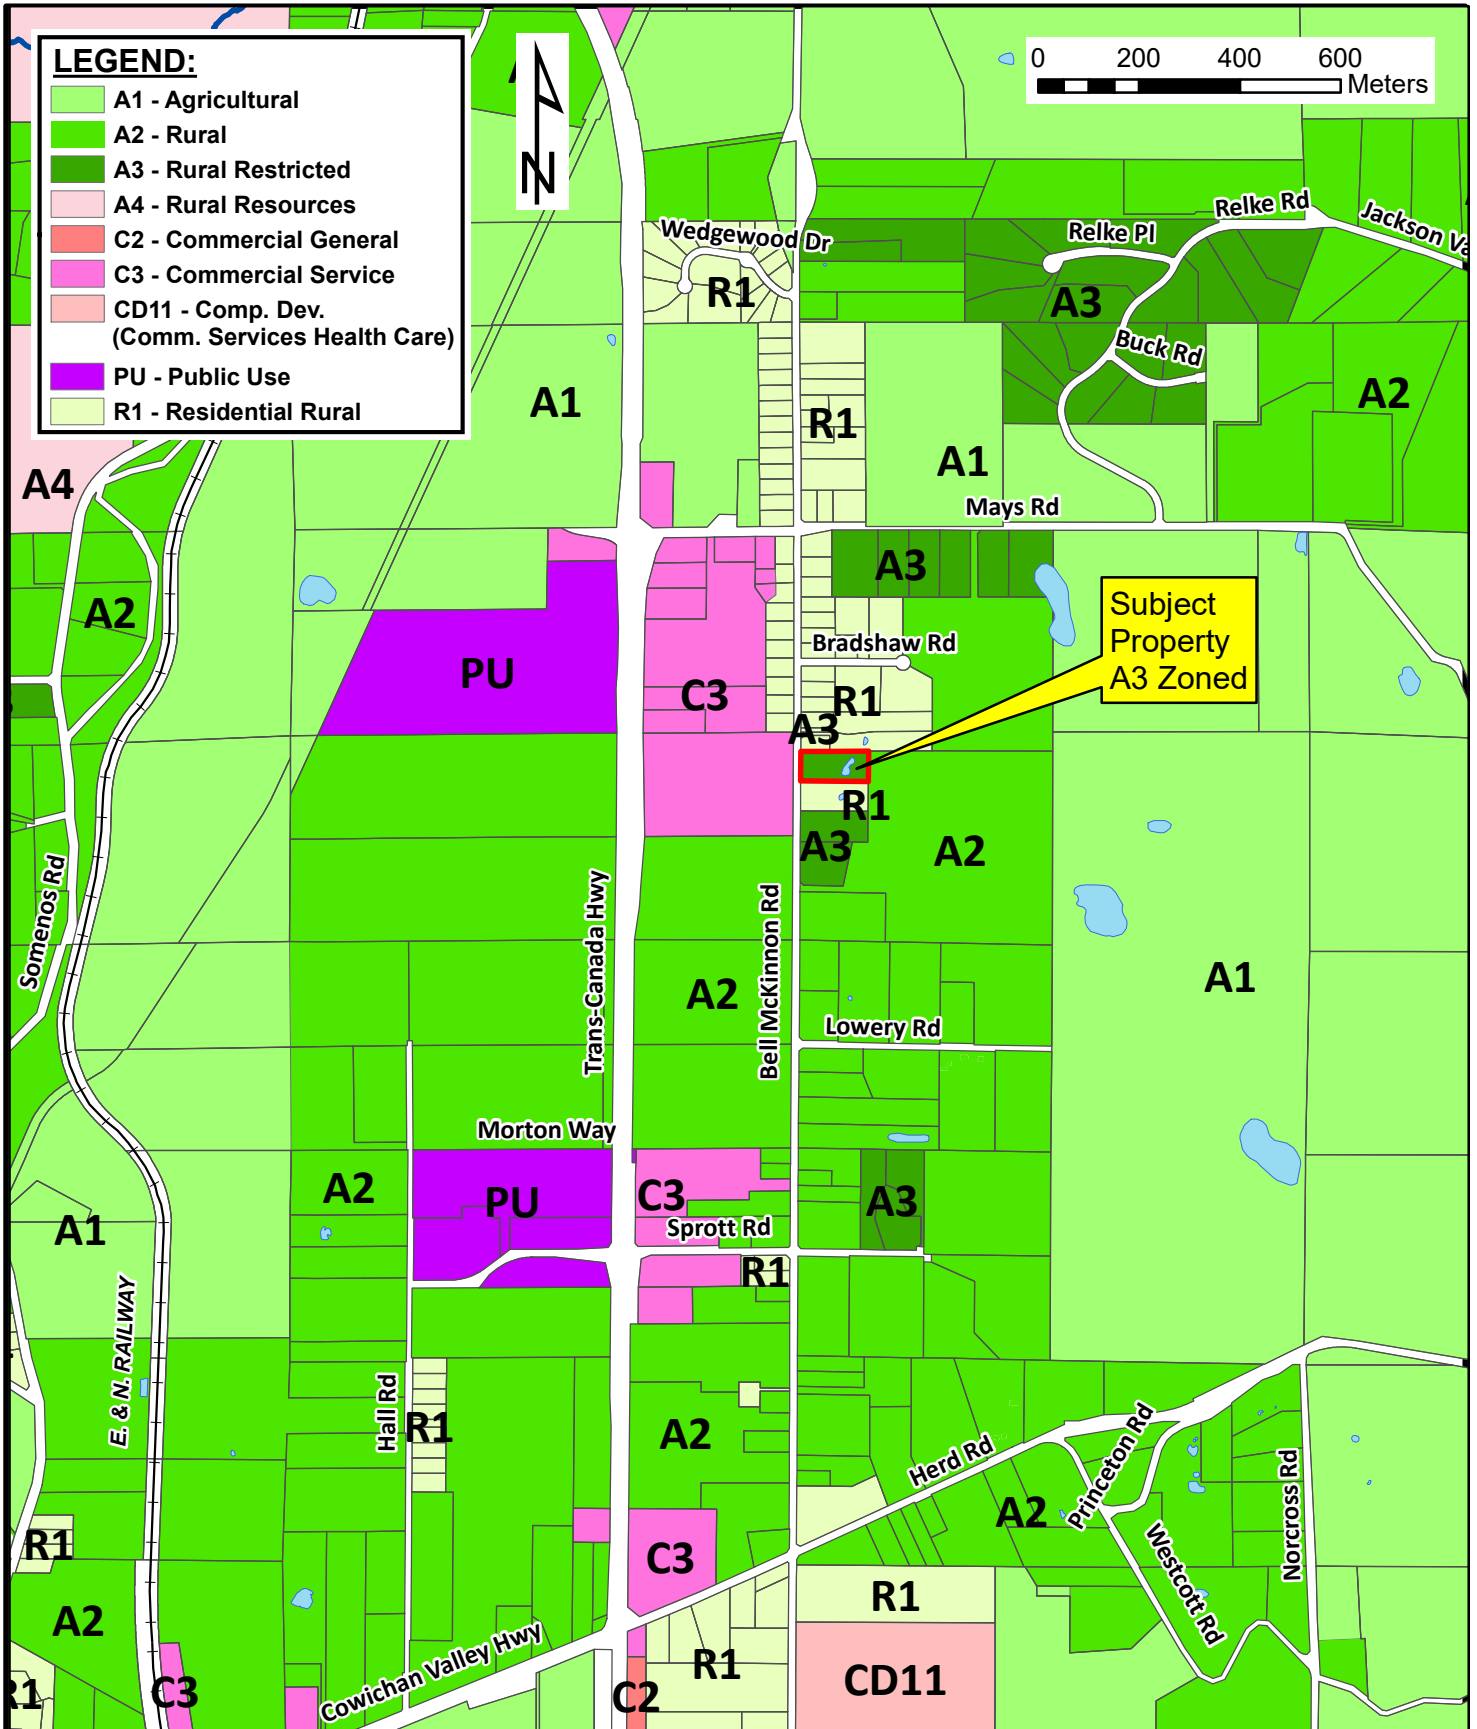 LEGEND:
A1 - Agricultural
A2 - Rural
A3 - Rural Restricted
A4 - Rural Resources
C2 - Commercial General
C3 - Commercial Service
CD11 - Comp. Dev.
(Comm. Services Health Care)
PU - Public Use
R1 - Residential Rural
N
0 200 400 600
Meters
Relke Rd
Relke Pl
Wedgewood Dr
R1
A3
Buck Rd
A1
R1
A2
A1
A4
Mays Rd
A3
A2
Subject
Property
A3 Zoned
Bradshaw Rd
PU
C3
R1
A3
R1
A3
A2
Somenos Rd
Trans-Canada Hwy
Bell McKinnon Rd
A2
A1
Lowery Rd
Morton Way
A2
PU
C3
A3
A1
Sprott Rd
R1
E. & N. RAILWAY
Hall Rd
R1
A2
Herd Rd
Princeton Rd
Norcross Rd
A2
R1
C3
Westcott Rd
R1
A2
Cowichan Valley Hwy
R1
R1
C3
C2
CD11